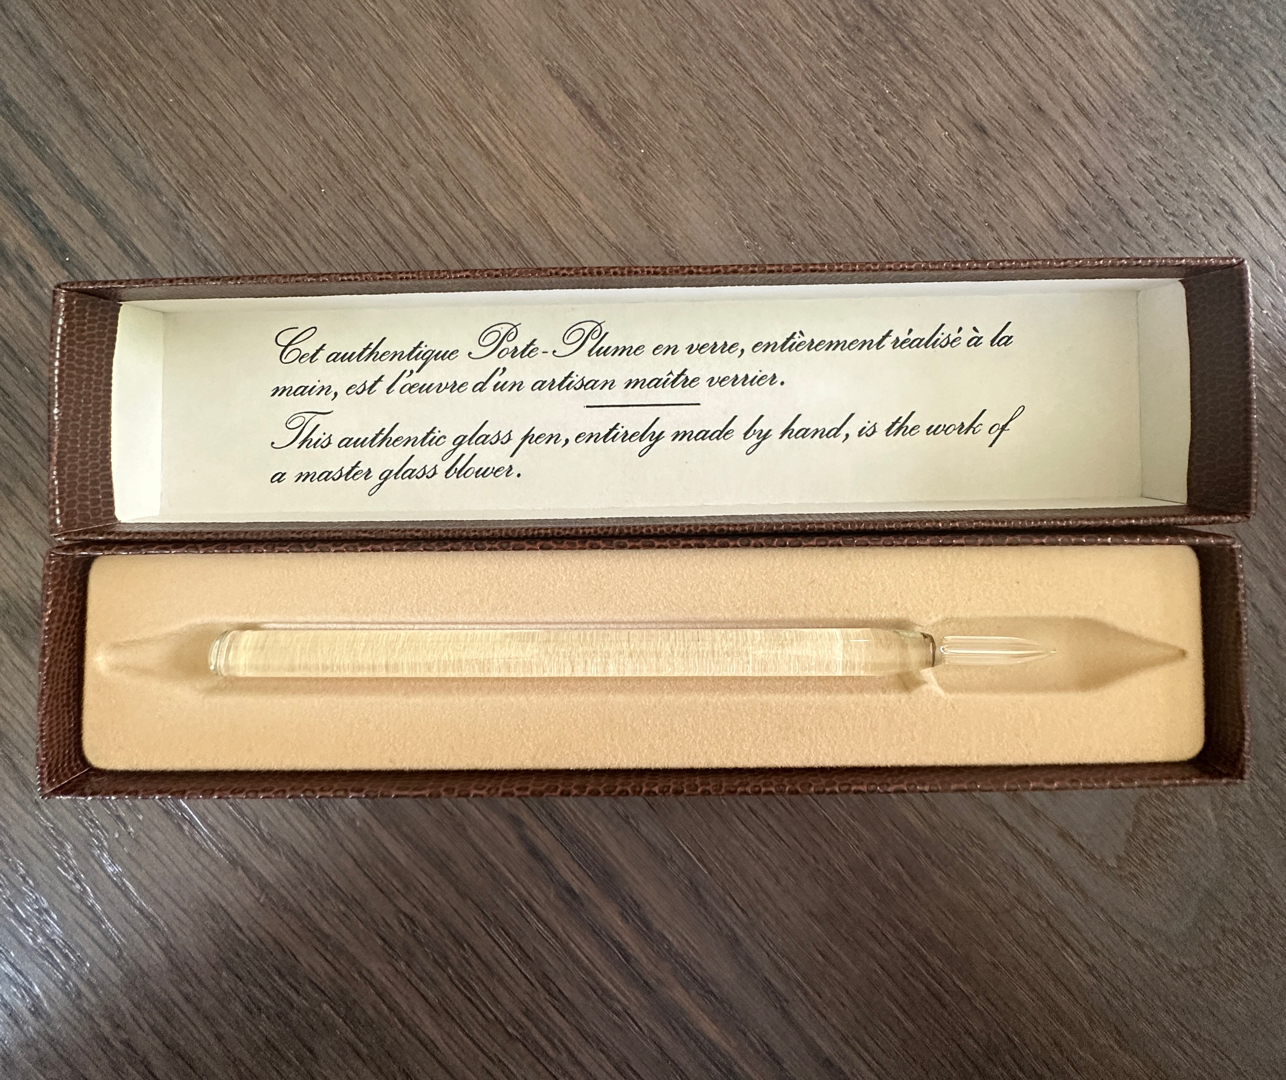 Cet authentique Porte-Plume en verre, entièrement réalisé à la
main, est l'œuvre d'un artisan maître verrier.
This authentic glass pen, entirely made by hand, is the work of
a master glass blower.